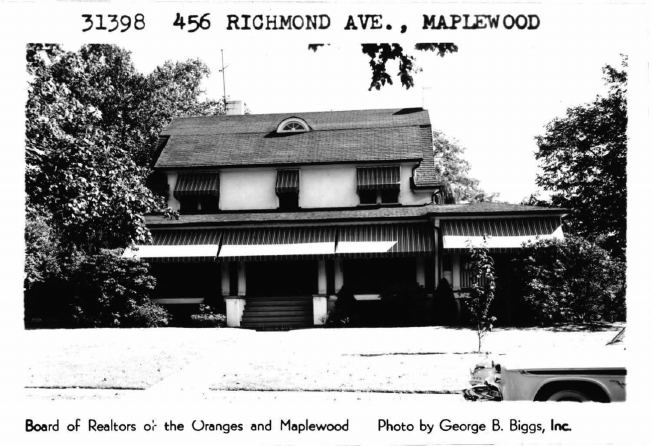 31398 456 RICHMOND AVE., MAPLEWOOD
Board of Realtors of the Oranges and Maplewood Photo by George B. Biggs, Inc.